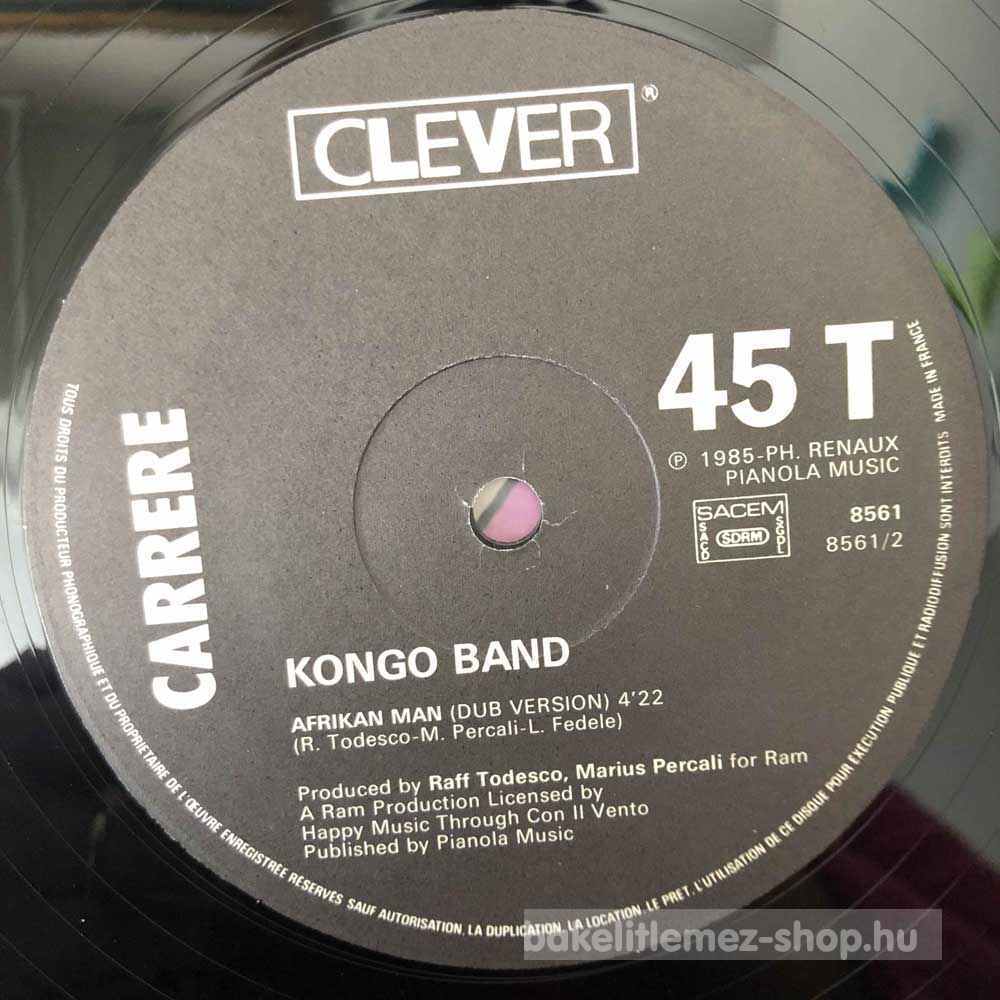 CLEVER®
CARRERE
45 T
℗ 1985-PH. RENAUX
PIANOLA MUSIC
SACEM
SACD
SDRM
SGDL
8561
8561/2
KONGO BAND
AFRIKAN MAN (DUB VERSION) 4'22
(R. Todesco-M. Percali-L. Fedele)
Produced by Raff Todesco, Marius Percali for Ram
A Ram Production Licensed by
Happy Music Through Con Il Vento
Published by Pianola Music
TOUS DROITS DU PRODUCTEUR PHONOGRAPHIQUE ET DU PROPRIETAIRE DE L'ŒUVRE ENREGISTREE RÉSERVES. SAUF AUTORISATION, LA DUPLICATION, LA LOCATION, LE PRET, L'UTILISATION DE CE DISQUE POUR EXECUTION PUBLIQUE ET RADIODIFFUSION SONT INTERDITS MADE IN FRANCE
bakelitlemez-shop.hu